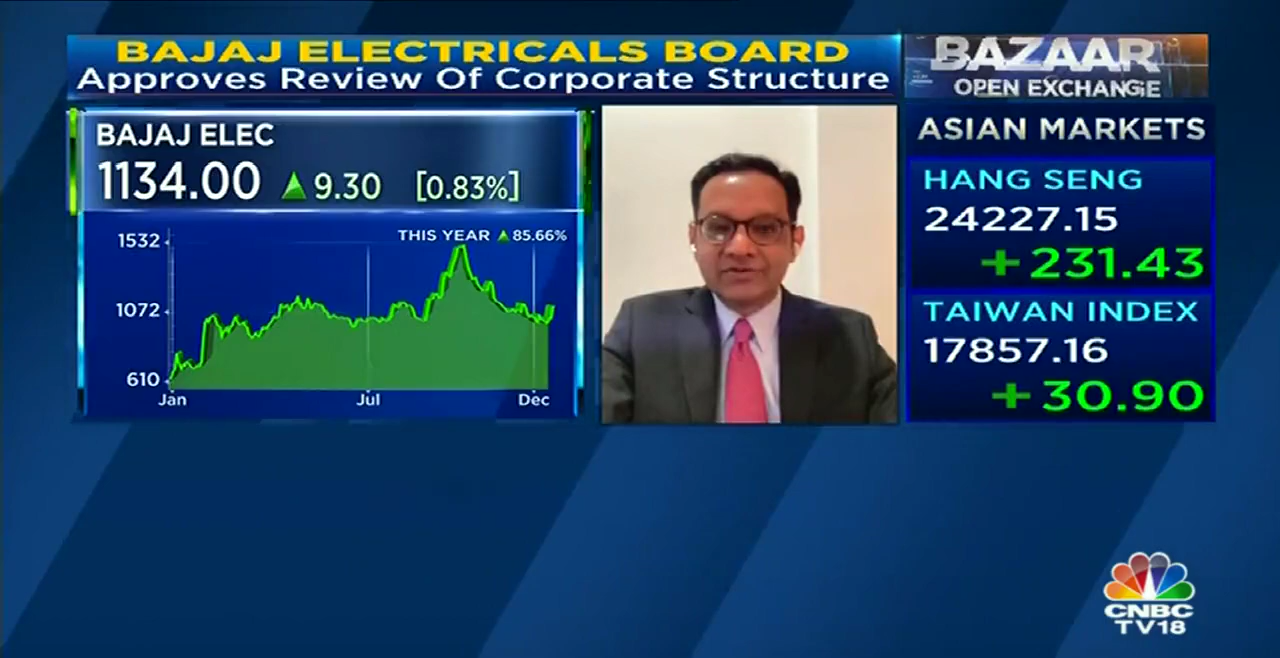 BAJAJ ELECTRICALS BOARD
Approves Review Of Corporate Structure
BAZAAR
OPEN EXCHANGE
BAJAJ ELEC
1134.00 ▲ 9.30 [0.83%]
THIS YEAR ▲ 85.66%
1532
1072
610
Jan Jul Dec
ASIAN MARKETS
HANG SENG
24227.15
+ 231.43
TAIWAN INDEX
17857.16
+ 30.90
CNBC
TV18